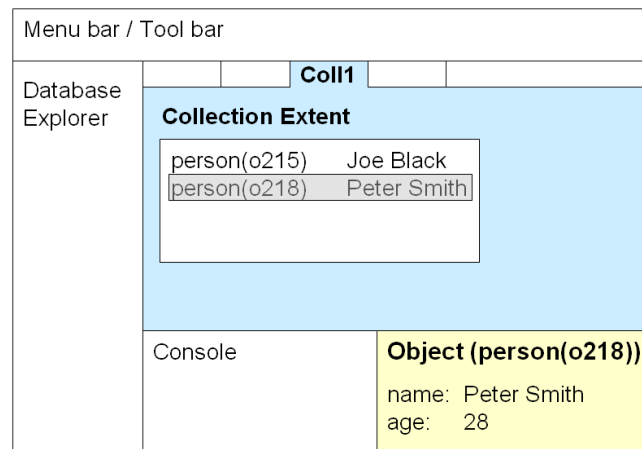 Menu bar / Tool bar
Database
Explorer
Coll1
Collection Extent
person(o215) Joe Black
person(o218) Peter Smith
Console
Object (person(o218))
name: Peter Smith
age: 28